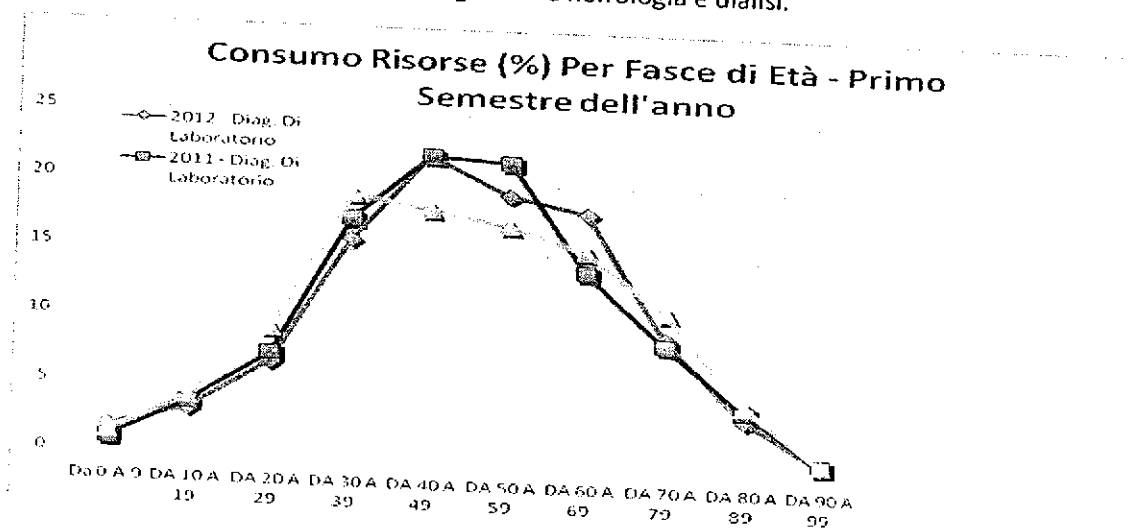 nefrologia e dialisi.
Consumo Risorse (%) Per Fasce di Età - Primo
Semestre dell'anno
25
20
15
10
5
0
2012 - Diag. Di
Laboratorio
2011 - Diag. Di
Laboratorio
Da 0 A 9 DA 10 A DA 20 A DA 30 A DA 40 A DA 50 A DA 60 A DA 70 A DA 80 A DA 90 A
19 29 39 49 59 69 79 89 99